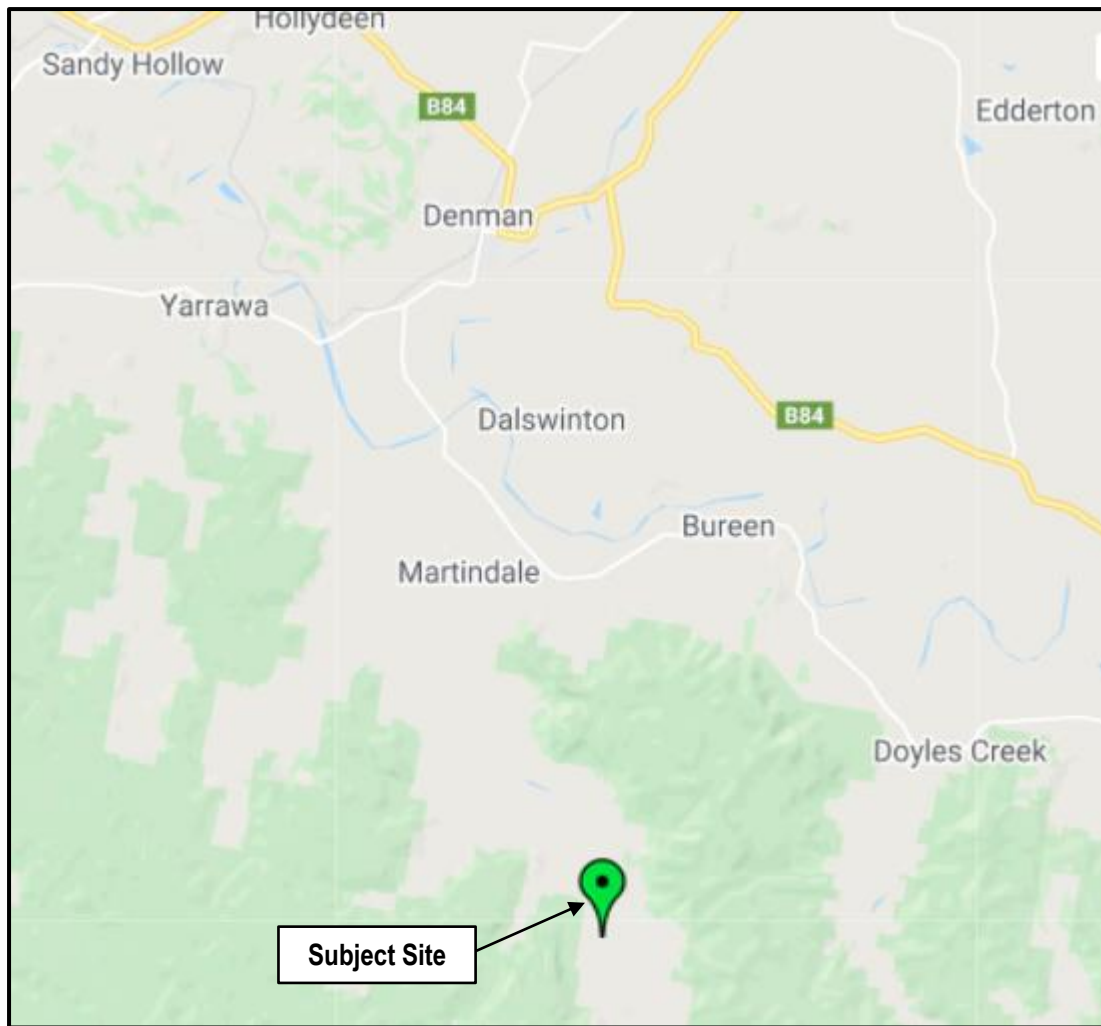 Hollydeen
Sandy Hollow
B84
Edderton
Denman
Yarrawa
Dalswinton
B84
Bureen
Martindale
Doyles Creek
Subject Site